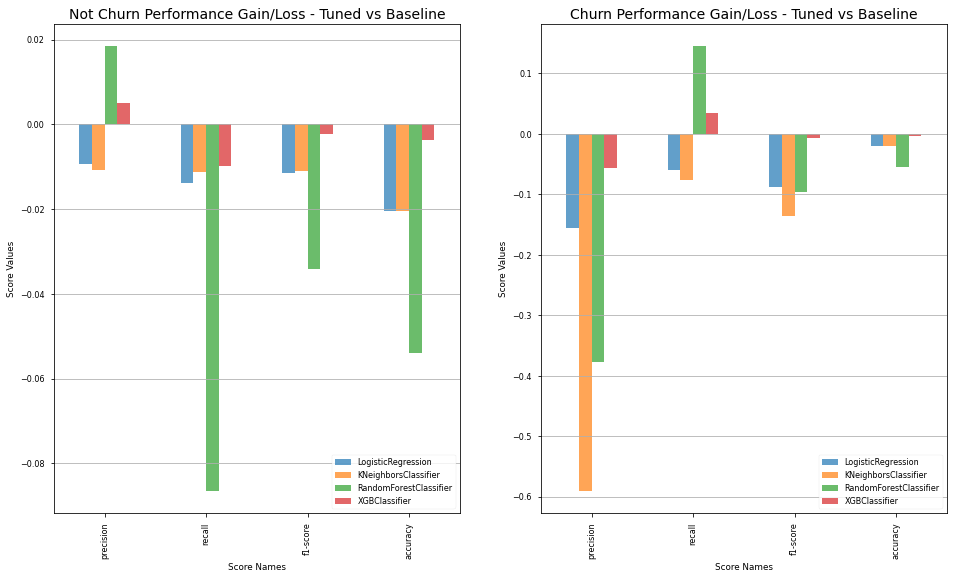 Not Churn Performance Gain/Loss - Tuned vs Baseline
0.02
0.00
−0.02
−0.04
−0.06
−0.08
Score Values
precision
recall
f1-score
accuracy
Score Names
LogisticRegression
KNeighborsClassifier
RandomForestClassifier
XGBClassifier
Churn Performance Gain/Loss - Tuned vs Baseline
0.1
0.0
−0.1
−0.2
−0.3
−0.4
−0.5
−0.6
Score Values
precision
recall
f1-score
accuracy
Score Names
LogisticRegression
KNeighborsClassifier
RandomForestClassifier
XGBClassifier